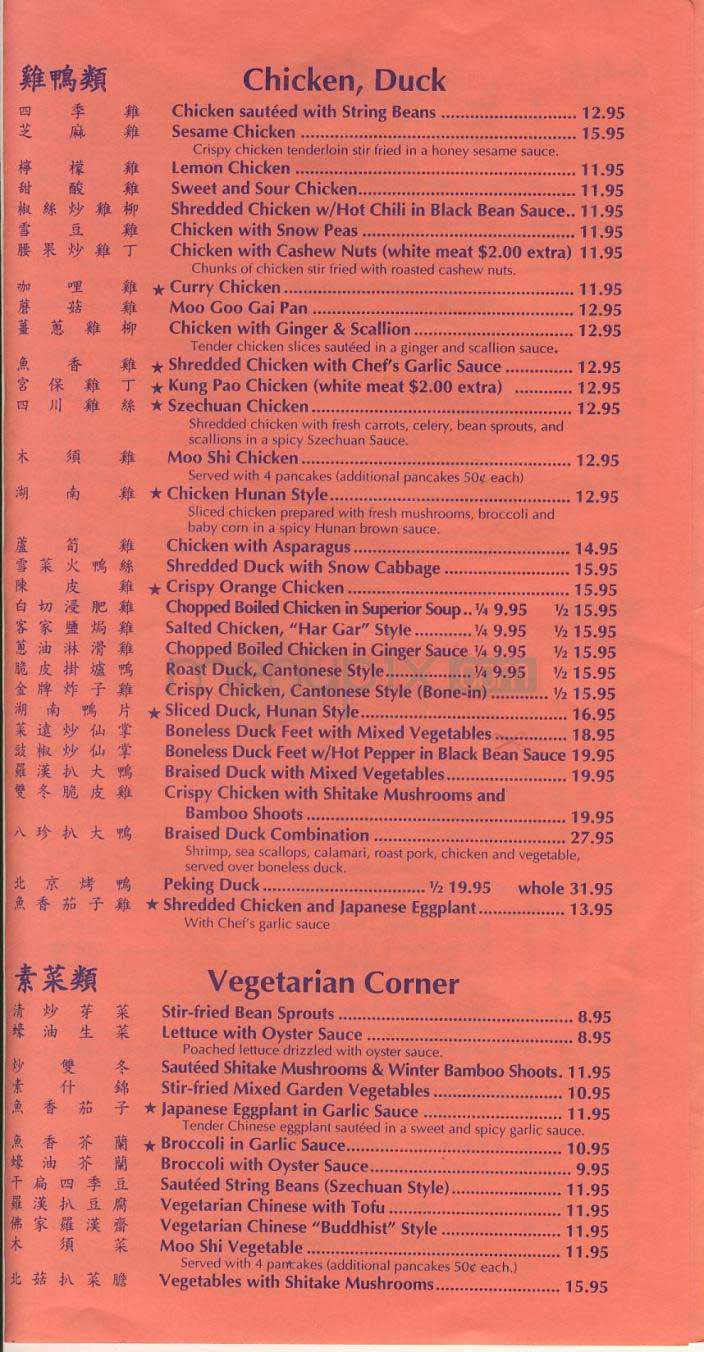 雞鴨類 Chicken, Duck
四季雞 Chicken sautéed with String Beans ............................ 12.95
芝麻雞 Sesame Chicken ............................ 15.95
Crispy chicken tenderloin stir fried in a honey sesame sauce.
檸檬雞 Lemon Chicken ............................ 11.95
甜酸雞 Sweet and Sour Chicken............................ 11.95
椒絲炒雞柳 Shredded Chicken w/Hot Chili in Black Bean Sauce.. 11.95
雪豆雞 Chicken with Snow Peas ............................ 11.95
腰果炒雞丁 Chicken with Cashew Nuts (white meat $2.00 extra) 11.95
Chunks of chicken stir fried with roasted cashew nuts.
咖哩雞 ★ Curry Chicken ............................ 11.95
蘑菇雞 Moo Goo Gai Pan ............................ 12.95
薑蔥雞柳 Chicken with Ginger & Scallion ............................ 12.95
Tender chicken slices sautéed in a ginger and scallion sauce.
魚香雞 ★ Shredded Chicken with Chef's Garlic Sauce ............ 12.95
宮保雞丁 ★ Kung Pao Chicken (white meat $2.00 extra) ............ 12.95
四川雞絲 ★ Szechuan Chicken ............................ 12.95
Shredded chicken with fresh carrots, celery, bean sprouts, and
scallions in a spicy Szechuan Sauce.
木須雞 Moo Shi Chicken ............................ 12.95
Served with 4 pancakes (additional pancakes 50¢ each)
湖南雞 ★ Chicken Hunan Style............................ 12.95
Sliced chicken prepared with fresh mushrooms, broccoli and
baby corn in a spicy Hunan brown sauce.
蘆筍雞 Chicken with Asparagus ............................ 14.95
雪菜火鴨絲 Shredded Duck with Snow Cabbage ............................ 15.95
陳皮雞 ★ Crispy Orange Chicken ............................ 15.95
白切浸肥雞 Chopped Boiled Chicken in Superior Soup.. ¼ 9.95 ½ 15.95
客家鹽焗雞 Salted Chicken, "Har Gar" Style ............ ¼ 9.95 ½ 15.95
蔥油淋滑雞 Chopped Boiled Chicken in Ginger Sauce ¼ 9.95 ½ 15.95
脆皮掛爐鴨 Roast Duck, Cantonese Style.................. ¼ 9.95 ½ 15.95
金牌炸子雞 Crispy Chicken, Cantonese Style (Bone-in) ............ ½ 15.95
湖南鴨片 ★ Sliced Duck, Hunan Style............................ 16.95
菜遠炒仙掌 Boneless Duck Feet with Mixed Vegetables ............... 18.95
豉椒炒仙掌 Boneless Duck Feet w/Hot Pepper in Black Bean Sauce 19.95
羅漢扒大鴨 Braised Duck with Mixed Vegetables............................ 19.95
雙冬脆皮雞 Crispy Chicken with Shitake Mushrooms and
Bamboo Shoots ............................ 19.95
八珍扒大鴨 Braised Duck Combination ............................ 27.95
Shrimp, sea scallops, calamari, roast pork, chicken and vegetable,
served over boneless duck.
北京烤鴨 Peking Duck ............................ ½ 19.95 whole 31.95
魚香茄子雞 ★ Shredded Chicken and Japanese Eggplant.................. 13.95
With Chef's garlic sauce
素菜類 Vegetarian Corner
清炒芽菜 Stir-fried Bean Sprouts ............................ 8.95
蠔油生菜 Lettuce with Oyster Sauce ............................ 8.95
Poached lettuce drizzled with oyster sauce.
炒雙冬 Sautéed Shitake Mushrooms & Winter Bamboo Shoots. 11.95
素什錦 Stir-fried Mixed Garden Vegetables ............................ 10.95
魚香茄子 ★ Japanese Eggplant in Garlic Sauce ............................ 11.95
Tender Chinese eggplant sautéed in a sweet and spicy garlic sauce.
魚香芥蘭 ★ Broccoli in Garlic Sauce............................ 10.95
蠔油芥蘭 Broccoli with Oyster Sauce............................ 9.95
干扁四季豆 Sautéed String Beans (Szechuan Style)..................... 11.95
羅漢扒豆腐 Vegetarian Chinese with Tofu ............................ 11.95
佛家羅漢齋 Vegetarian Chinese "Buddhist" Style ........................ 11.95
木須菜 Moo Shi Vegetable ............................ 11.95
Served with 4 pancakes (additional pancakes 50¢ each.)
北菇扒菜膽 Vegetables with Shitake Mushrooms........................ 15.95